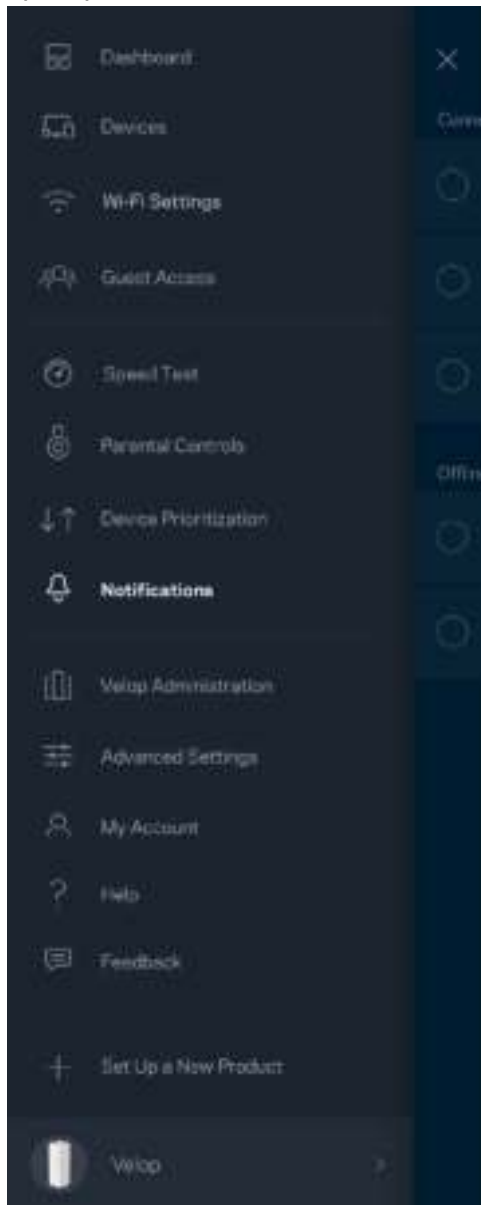 Dashboard
Devices
Wi-Fi Settings
Guest Access
Speed Test
Parental Controls
Device Prioritization
Notifications
Velop Administration
Advanced Settings
My Account
Help
Feedback
Set Up a New Product
Velop